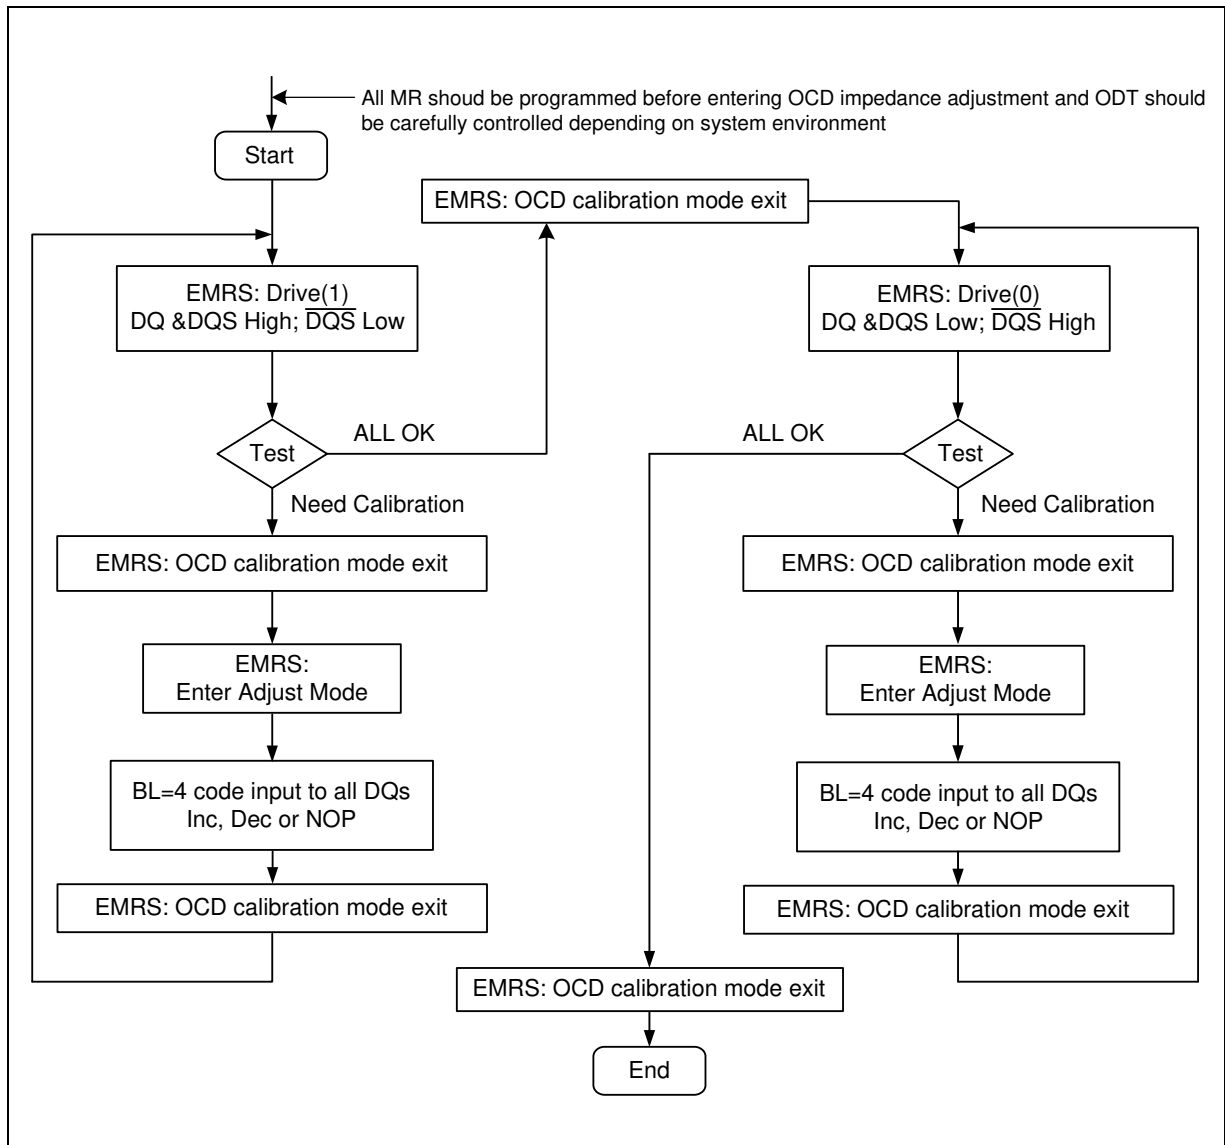 All MR shoud be programmed before entering OCD impedance adjustment and ODT should
be carefully controlled depending on system environment
Start
EMRS: OCD calibration mode exit
EMRS: Drive(1)
DQ &DQS High; D̅Q̅S̅ Low
Test
ALL OK
Need Calibration
EMRS: OCD calibration mode exit
EMRS:
Enter Adjust Mode
BL=4 code input to all DQs
Inc, Dec or NOP
EMRS: OCD calibration mode exit
EMRS: Drive(0)
DQ &DQS Low; D̅Q̅S̅ High
ALL OK
Test
Need Calibration
EMRS: OCD calibration mode exit
EMRS:
Enter Adjust Mode
BL=4 code input to all DQs
Inc, Dec or NOP
EMRS: OCD calibration mode exit
EMRS: OCD calibration mode exit
End